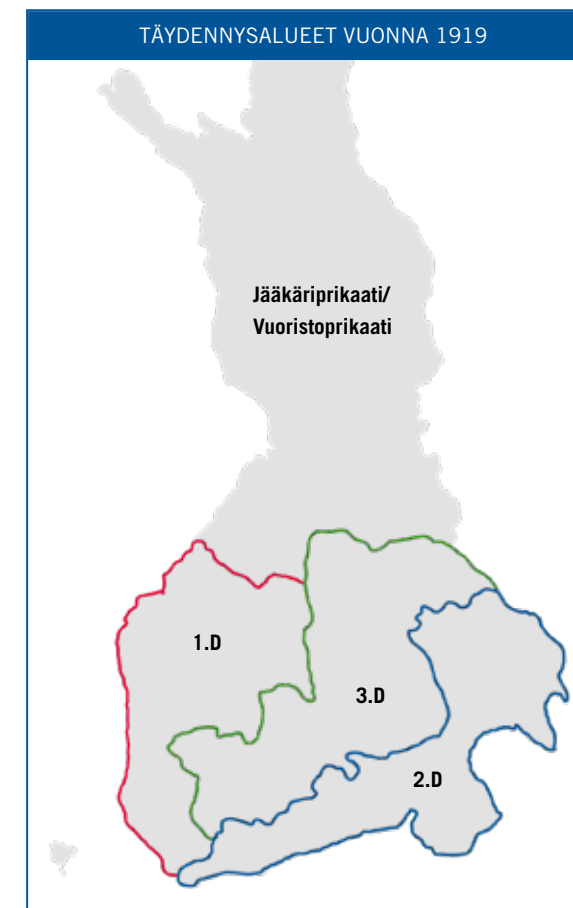 TÄYDENNYSALUEET VUONNA 1919
Jääkäriprikaati/
Vuoristoprikaati
1.D
3.D
2.D